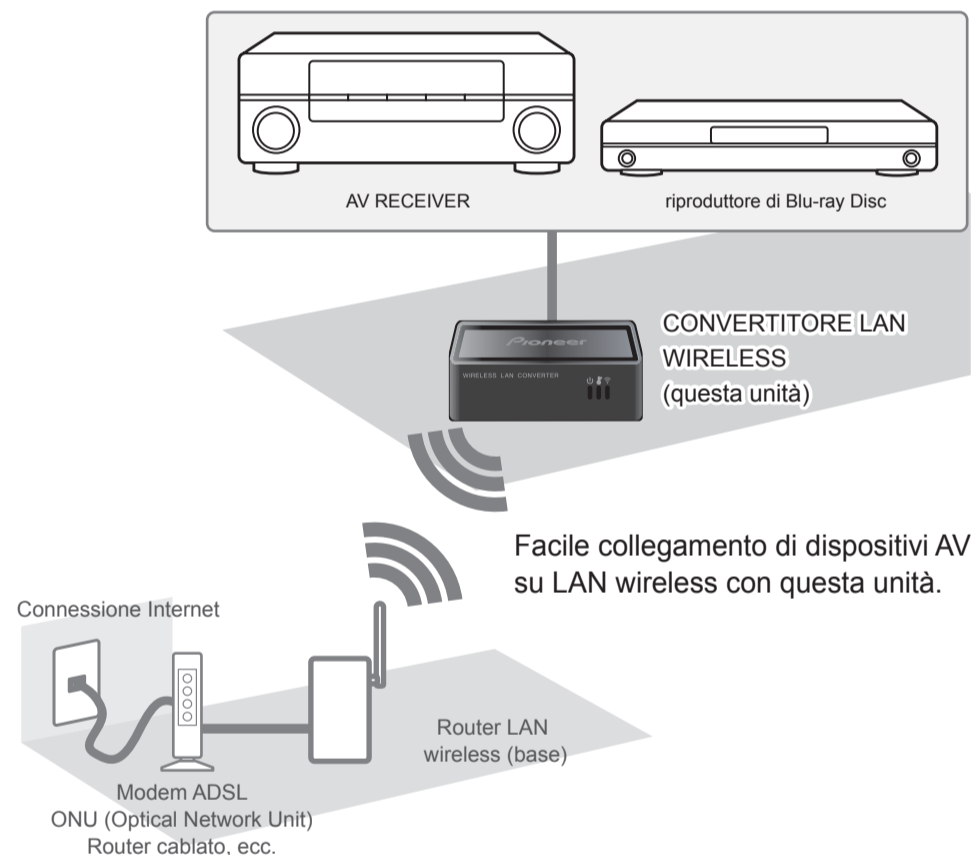 AV RECEIVER
riproduttore di Blu-ray Disc
Pioneer
WIRELESS LAN CONVERTER
CONVERTITORE LAN
WIRELESS
(questa unità)
Facile collegamento di dispositivi AV
su LAN wireless con questa unità.
Connessione Internet
Router LAN
wireless (base)
Modem ADSL
ONU (Optical Network Unit)
Router cablato, ecc.